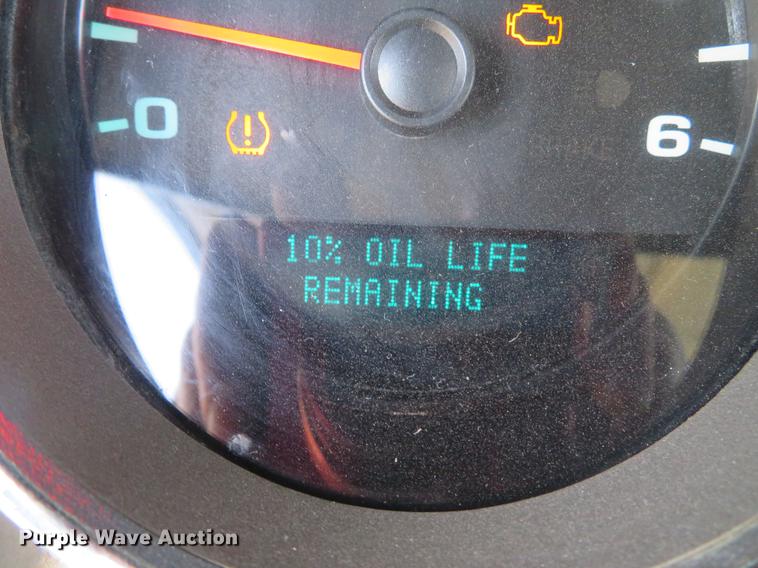 0
6
10% OIL LIFE
REMAINING
Purple Wave Auction